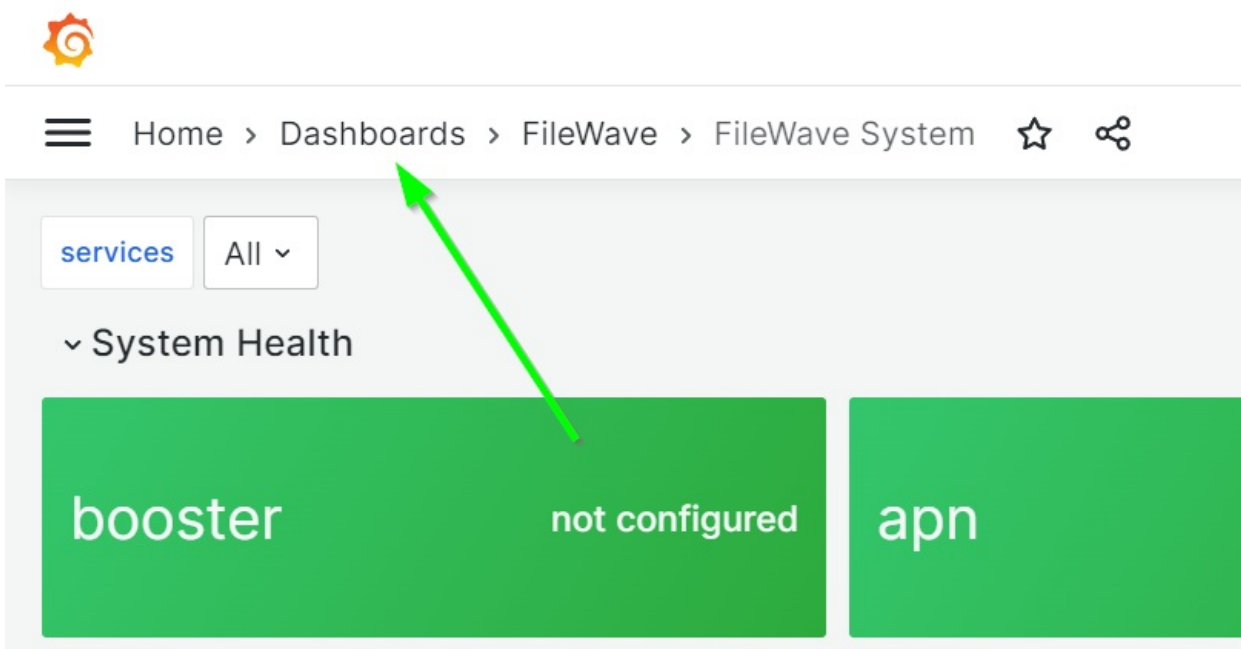 Home > Dashboards > FileWave > FileWave System
services All
System Health
booster not configured apn